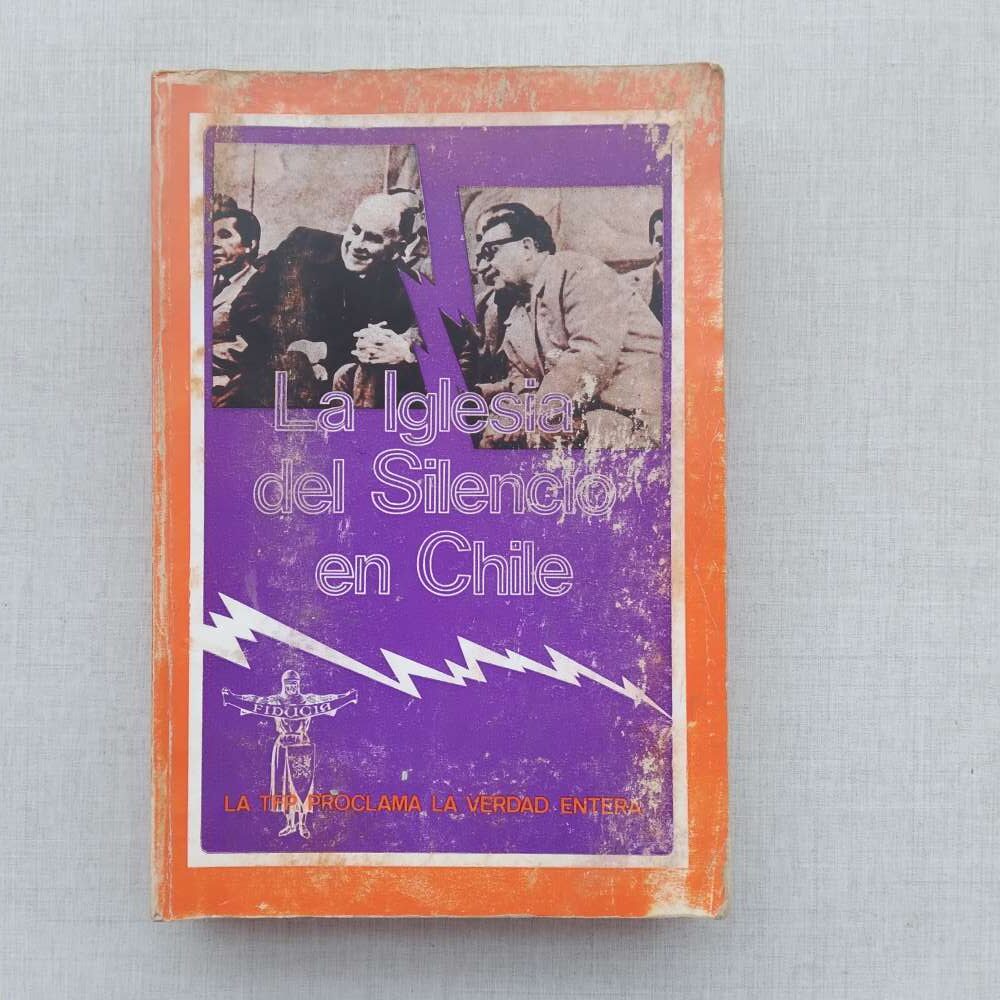 La Iglesia
del Silencio
en Chile
FIDUCIA
LA TFP PROCLAMA LA VERDAD ENTERA